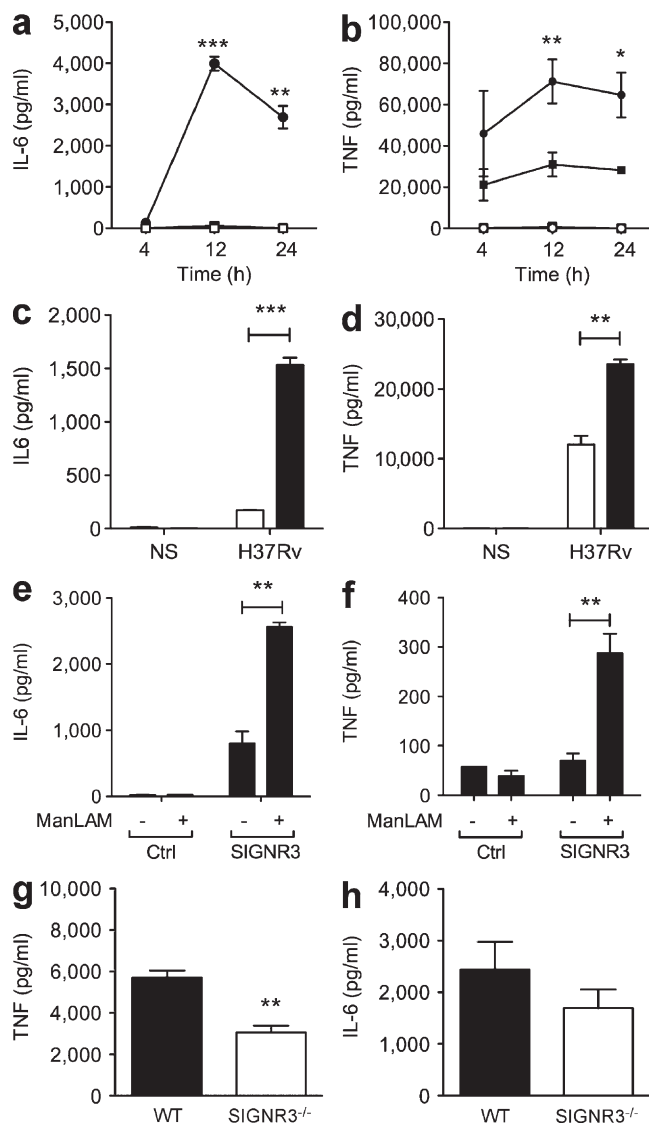 a
IL-6 (pg/ml)
5,000
4,000
3,000
2,000
1,000
0
***
**
4 12 24
Time (h)
b
TNF (pg/ml)
100,000
80,000
60,000
40,000
20,000
0
**
*
4 12 24
Time (h)
c
IL6 (pg/ml)
2,000
1,500
1,000
500
0
***
NS H37Rv
d
TNF (pg/ml)
30,000
20,000
10,000
0
**
NS H37Rv
e
IL-6 (pg/ml)
3,000
2,000
1,000
0
**
ManLAM - + - +
Ctrl SIGNR3
f
TNF (pg/ml)
400
300
200
100
50
0
**
ManLAM - + - +
Ctrl SIGNR3
g
TNF (pg/ml)
10,000
8,000
6,000
4,000
2,000
0
**
WT SIGNR3-/-
h
IL-6 (pg/ml)
4,000
3,000
2,000
1,000
0
WT SIGNR3-/-